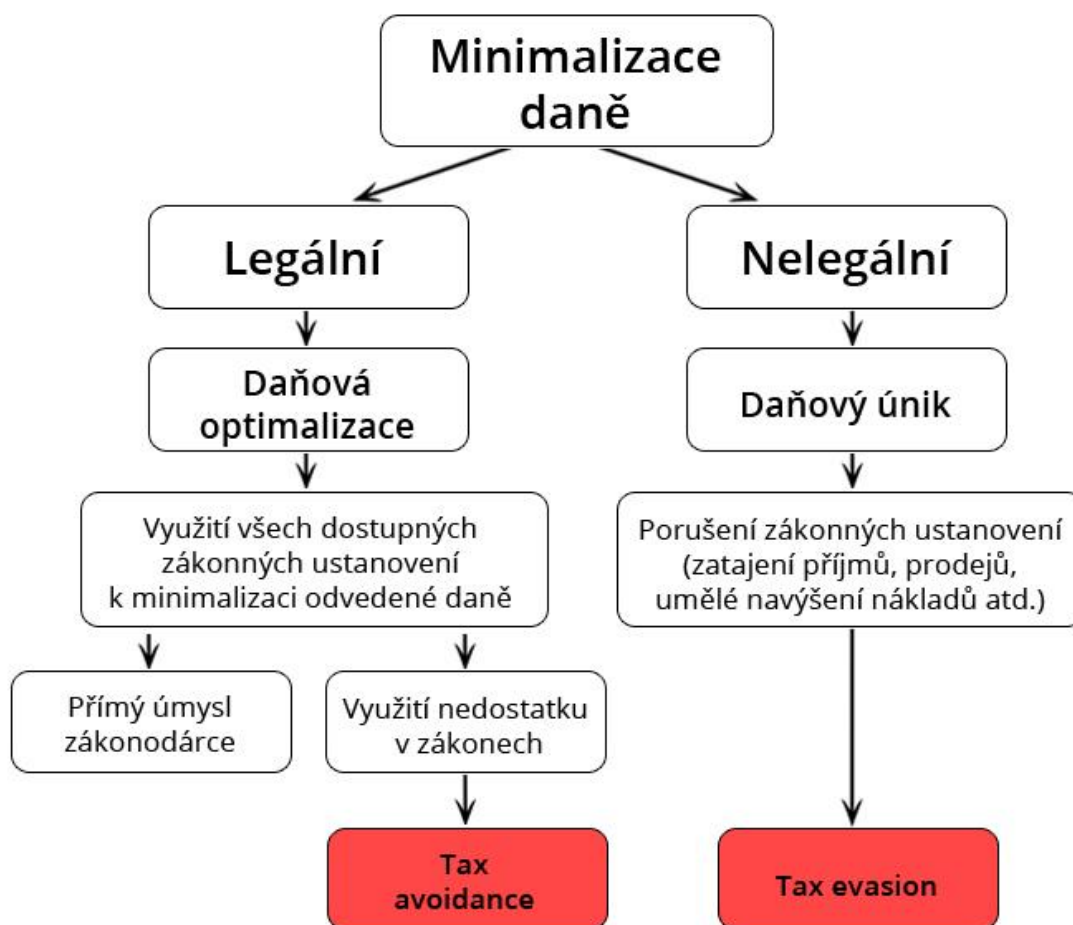 Minimalizace
daně
Legální
Nelegální
Daňová
optimalizace
Daňový únik
Využití všech dostupných
zákonných ustanovení
k minimalizaci odvedené daně
Porušení zákonných ustanovení
(zatajení příjmů, prodejů,
umělé navýšení nákladů atd.)
Přímý úmysl
zákonodárce
Využití nedostatku
v zákonech
Tax
avoidance
Tax evasion